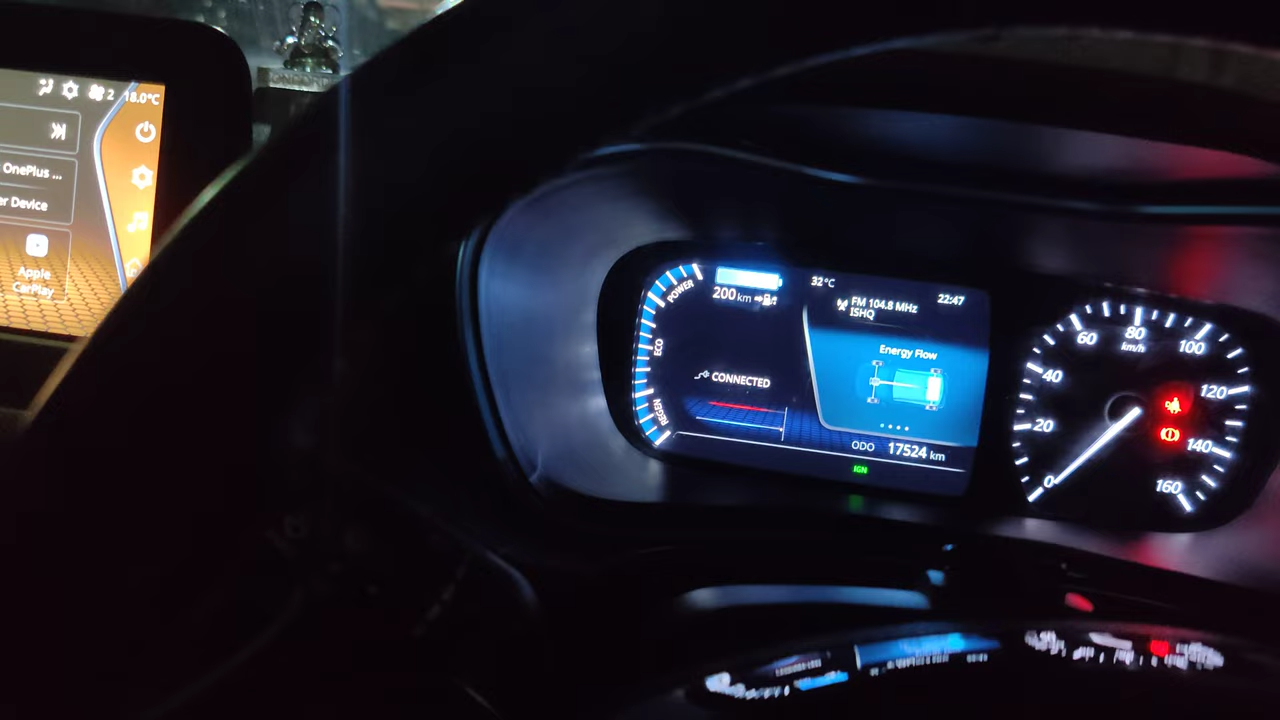 2 18.0°C
OnePlus ...
er Device
Apple
CarPlay
POWER
ECO
REGEN
200 km
32°C
FM 104.8 MHz
ISHQ
22:47
Energy Flow
CONNECTED
ODO 17524 km
IGN
0
20
40
60
80
100
120
140
160
km/h